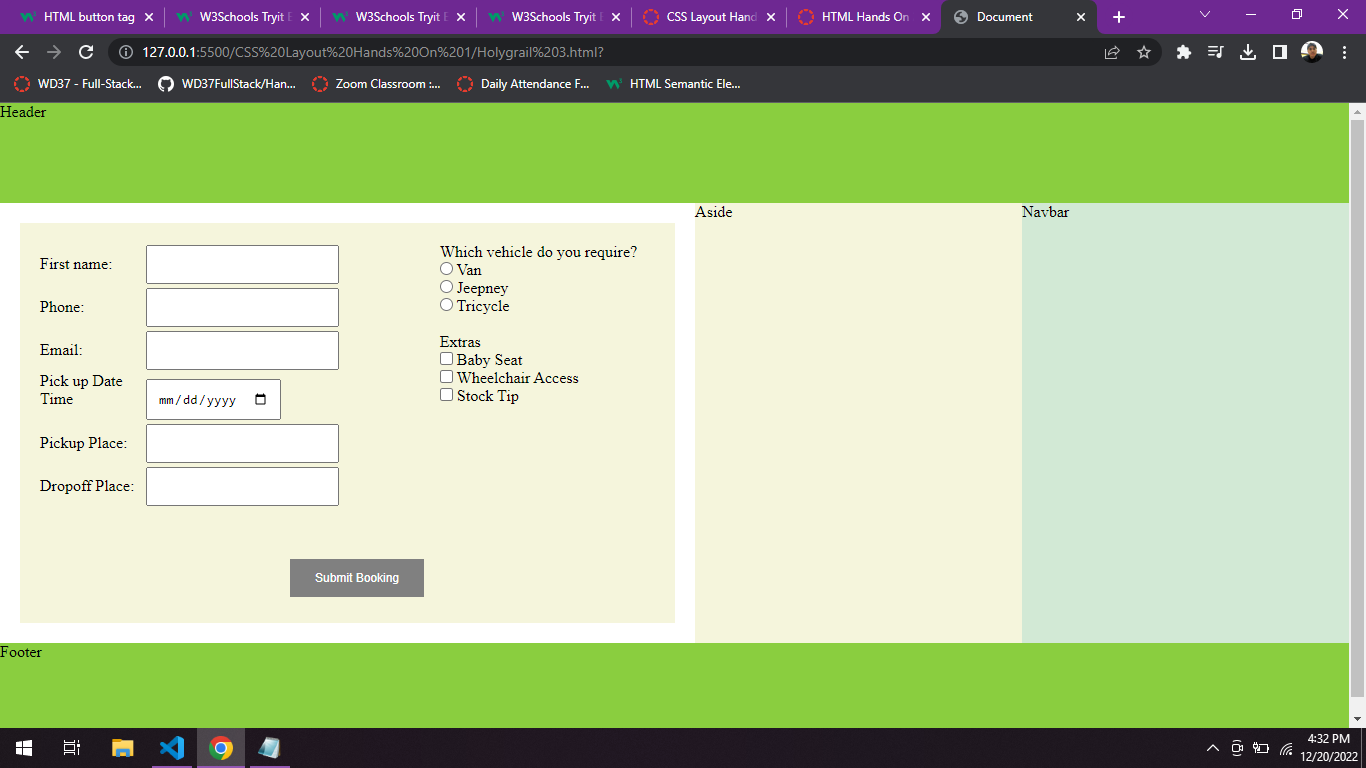 HTML button tag
W3Schools Tryit E
W3Schools Tryit E
W3Schools Tryit E
CSS Layout Hand
HTML Hands On
Document
127.0.0.1:5500/CSS%20Layout%20Hands%20On%201/Holygrail%203.html?
WD37 - Full-Stack...
WD37FullStack/Han...
Zoom Classroom :...
Daily Attendance F...
HTML Semantic Ele...
Header
Aside
Navbar
First name:
Phone:
Email:
Pick up Date
Time
mm/dd/yyyy
Pickup Place:
Dropoff Place:
Which vehicle do you require?
Van
Jeepney
Tricycle
Extras
Baby Seat
Wheelchair Access
Stock Tip
Submit Booking
Footer
4:32 PM
12/20/2022